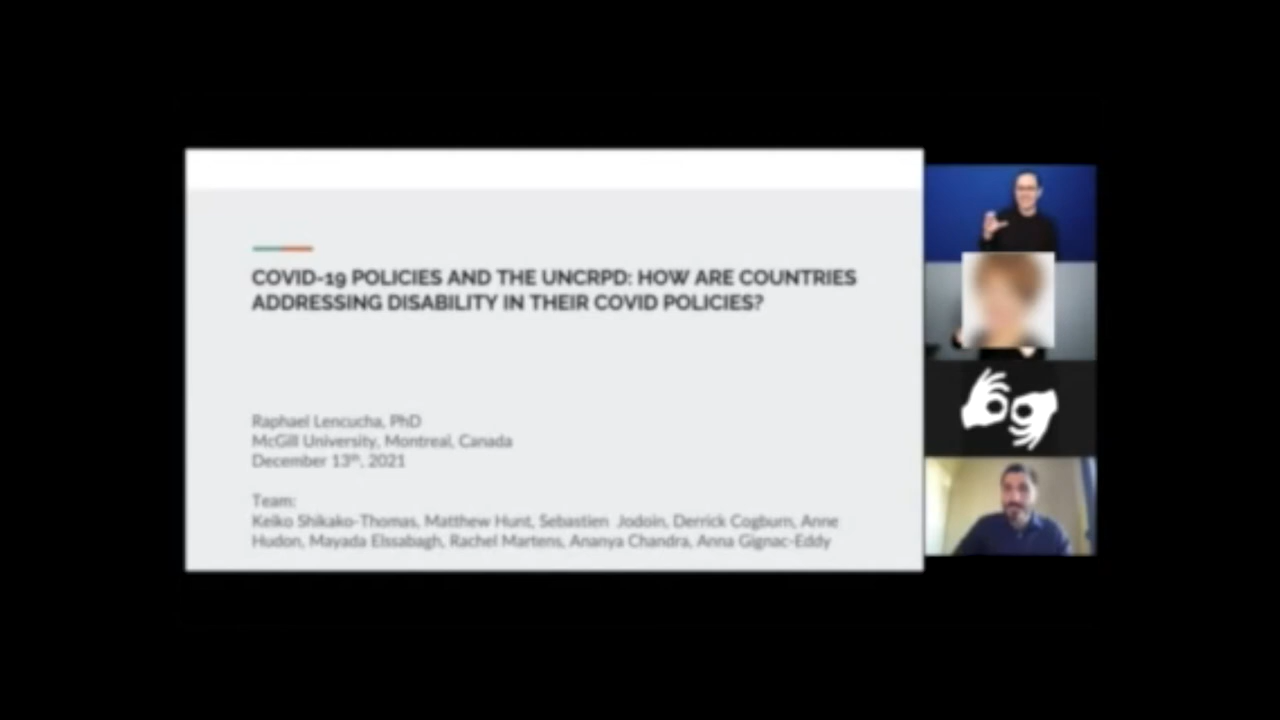 COVID-19 POLICIES AND THE UNCRPD: HOW ARE COUNTRIES
ADDRESSING DISABILITY IN THEIR COVID POLICIES?
Raphael Lencucha, PhD
McGill University, Montreal, Canada
December 13th, 2021
Team:
Keiko Shikako-Thomas, Matthew Hunt, Sebastien Jodoin, Derrick Cogburn, Anne
Hudon, Mayada Elssabagh, Rachel Martens, Ananya Chandra, Anna Gignac-Eddy